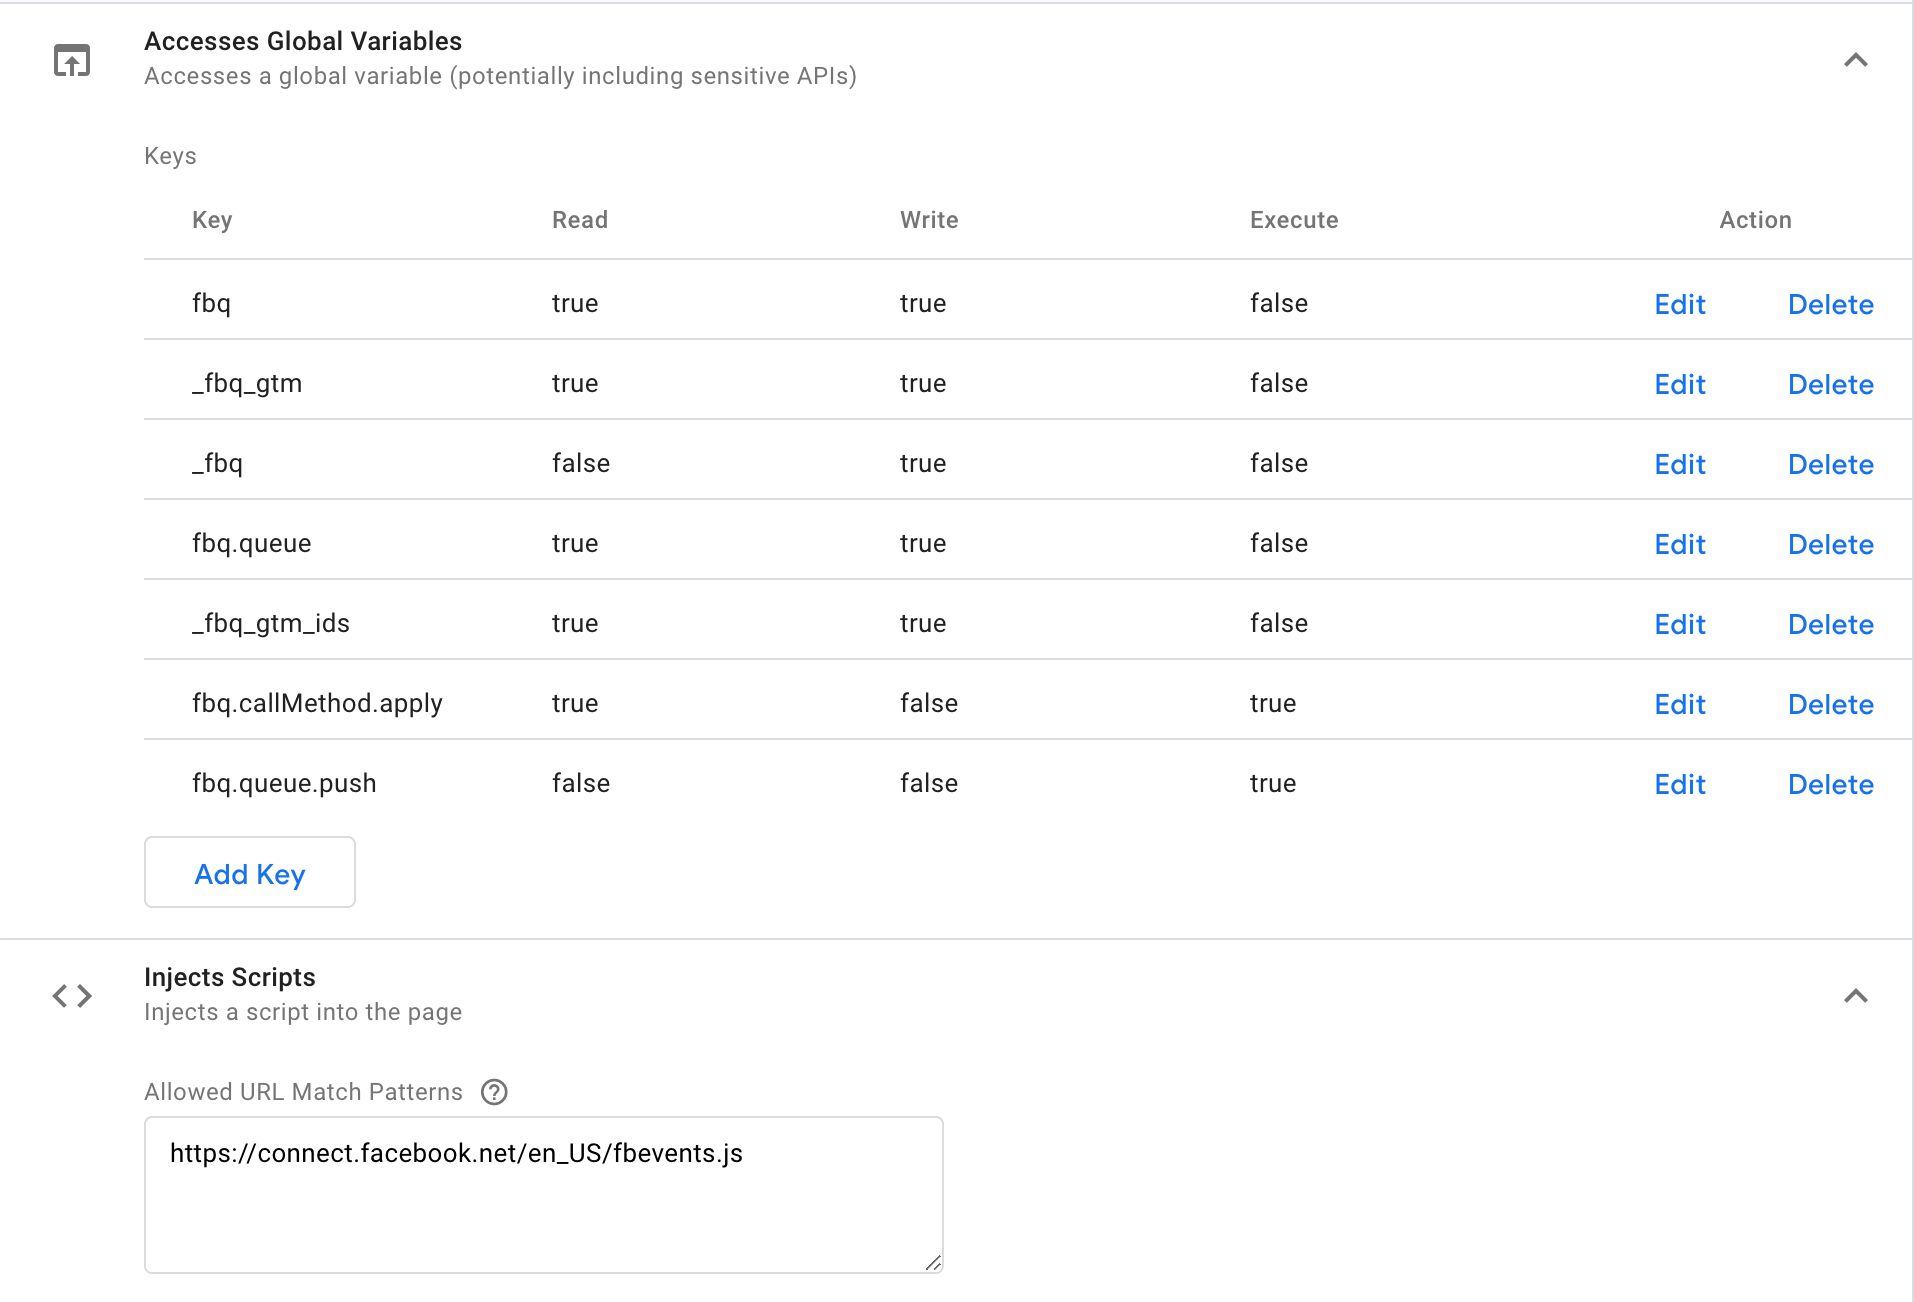 Accesses Global Variables
Accesses a global variable (potentially including sensitive APIs)
Keys
Key Read Write Execute Action
fbq true true false Edit Delete
_fbq_gtm true true false Edit Delete
_fbq false true false Edit Delete
fbq.queue true true false Edit Delete
_fbq_gtm_ids true true false Edit Delete
fbq.callMethod.apply true false true Edit Delete
fbq.queue.push false false true Edit Delete
Add Key
Injects Scripts
Injects a script into the page
Allowed URL Match Patterns ?
https://connect.facebook.net/en_US/fbevents.js